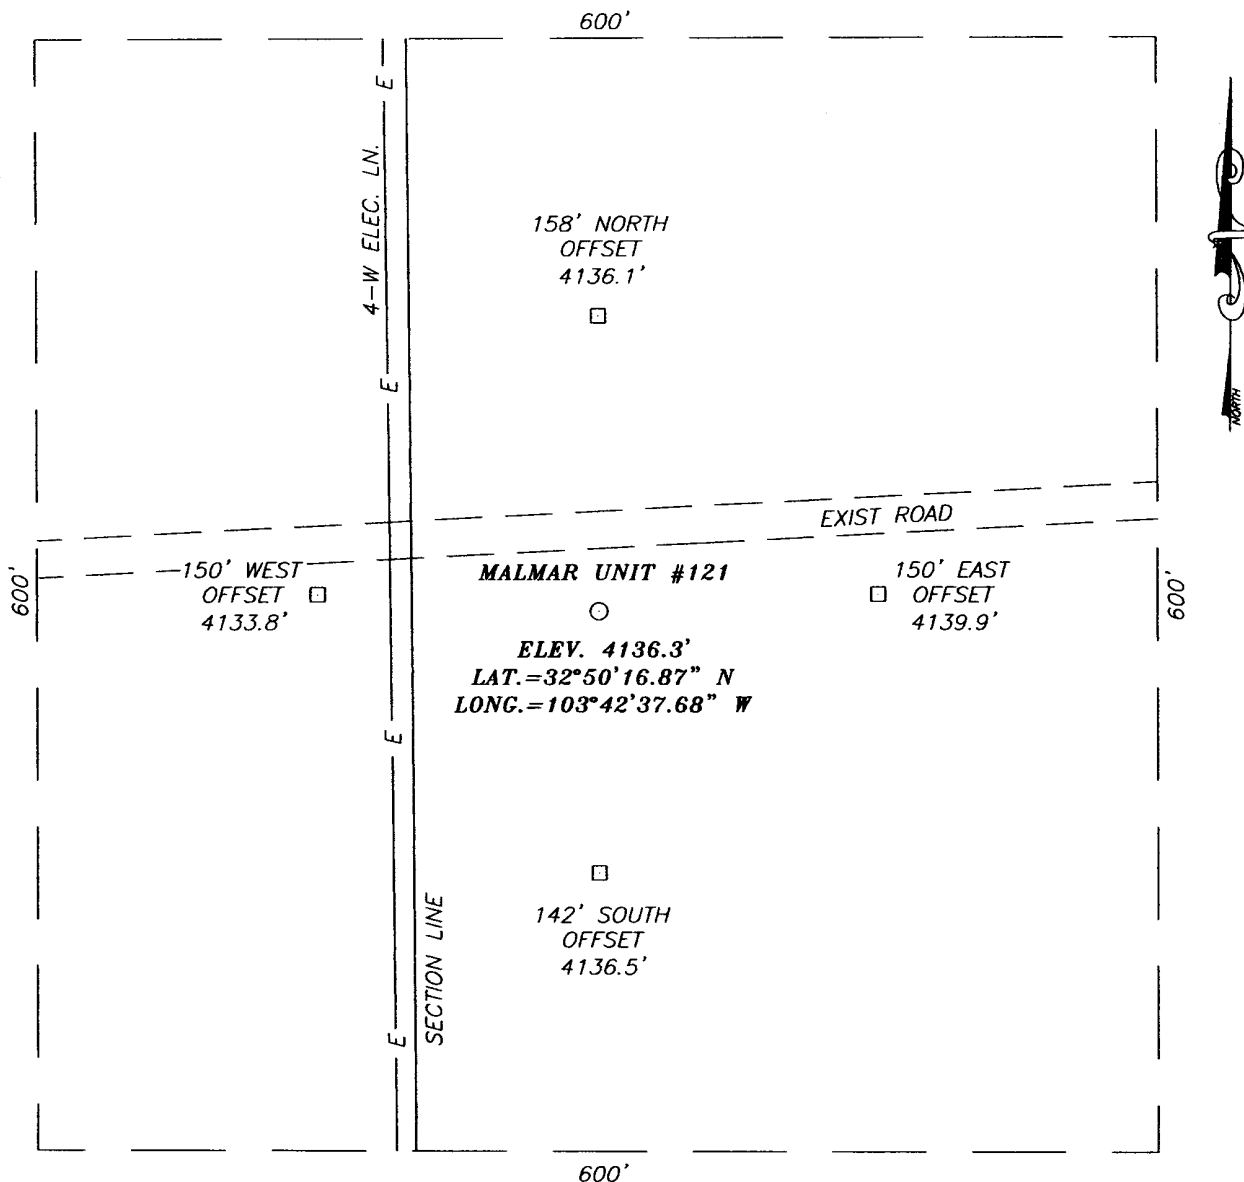 600'
4-W ELEC. LN.
E
158' NORTH
OFFSET
4136.1'
E
NORTH
EXIST ROAD
150' WEST
OFFSET
4133.8'
MALMAR UNIT #121
ELEV. 4136.3'
LAT.=32°50'16.87" N
LONG.=103°42'37.68" W
150' EAST
OFFSET
4139.9'
600'
600'
E
142' SOUTH
OFFSET
4136.5'
SECTION LINE
E
600'